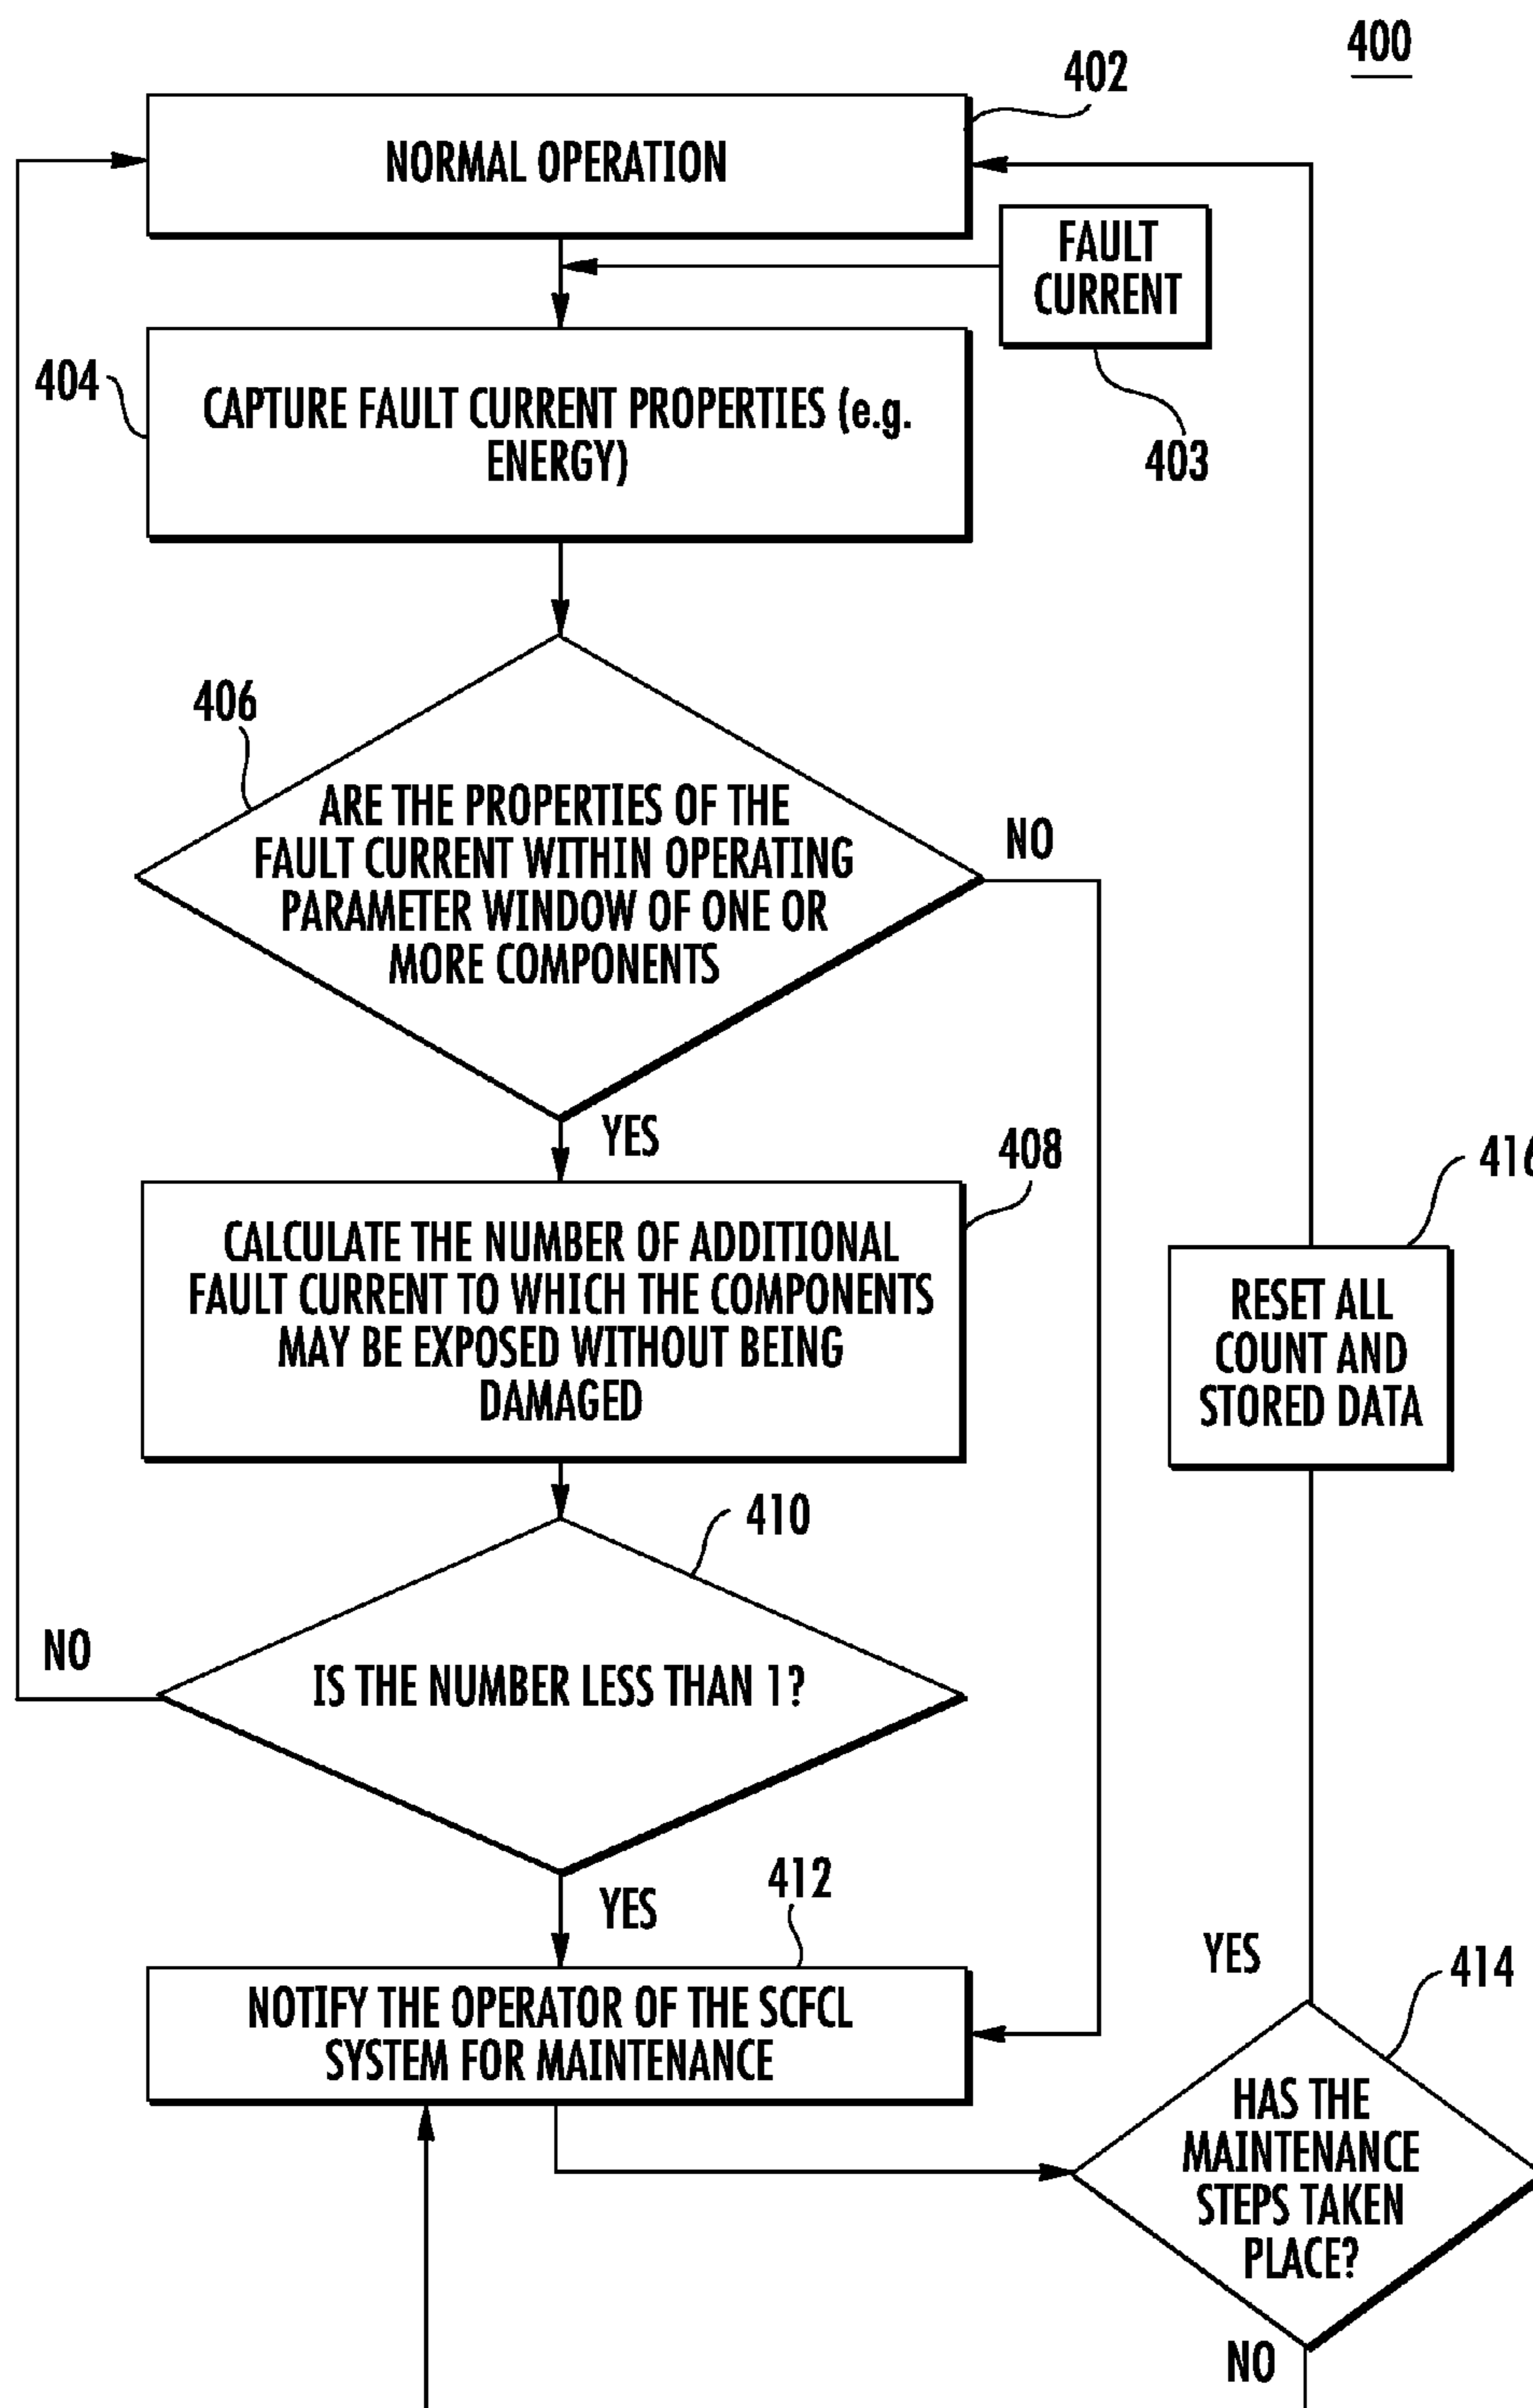 400
402
NORMAL OPERATION
FAULT
CURRENT
403
404
CAPTURE FAULT CURRENT PROPERTIES (e.g.
ENERGY)
406
ARE THE PROPERTIES OF THE
FAULT CURRENT WITHIN OPERATING
PARAMETER WINDOW OF ONE OR
MORE COMPONENTS
NO
YES
408
CALCULATE THE NUMBER OF ADDITIONAL
FAULT CURRENT TO WHICH THE COMPONENTS
MAY BE EXPOSED WITHOUT BEING
DAMAGED
416
RESET ALL
COUNT AND
STORED DATA
410
IS THE NUMBER LESS THAN 1?
NO
YES
412
NOTIFY THE OPERATOR OF THE SCFCL
SYSTEM FOR MAINTENANCE
YES
414
HAS THE
MAINTENANCE
STEPS TAKEN
PLACE?
NO